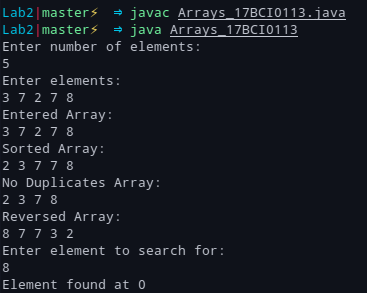 Lab2|master⚡ ⇒ javac Arrays_17BCI0113.java
Lab2|master⚡ ⇒ java Arrays_17BCI0113
Enter number of elements:
5
Enter elements:
3 7 2 7 8
Entered Array:
3 7 2 7 8
Sorted Array:
2 3 7 7 8
No Duplicates Array:
2 3 7 8
Reversed Array:
8 7 7 3 2
Enter element to search for:
8
Element found at 0